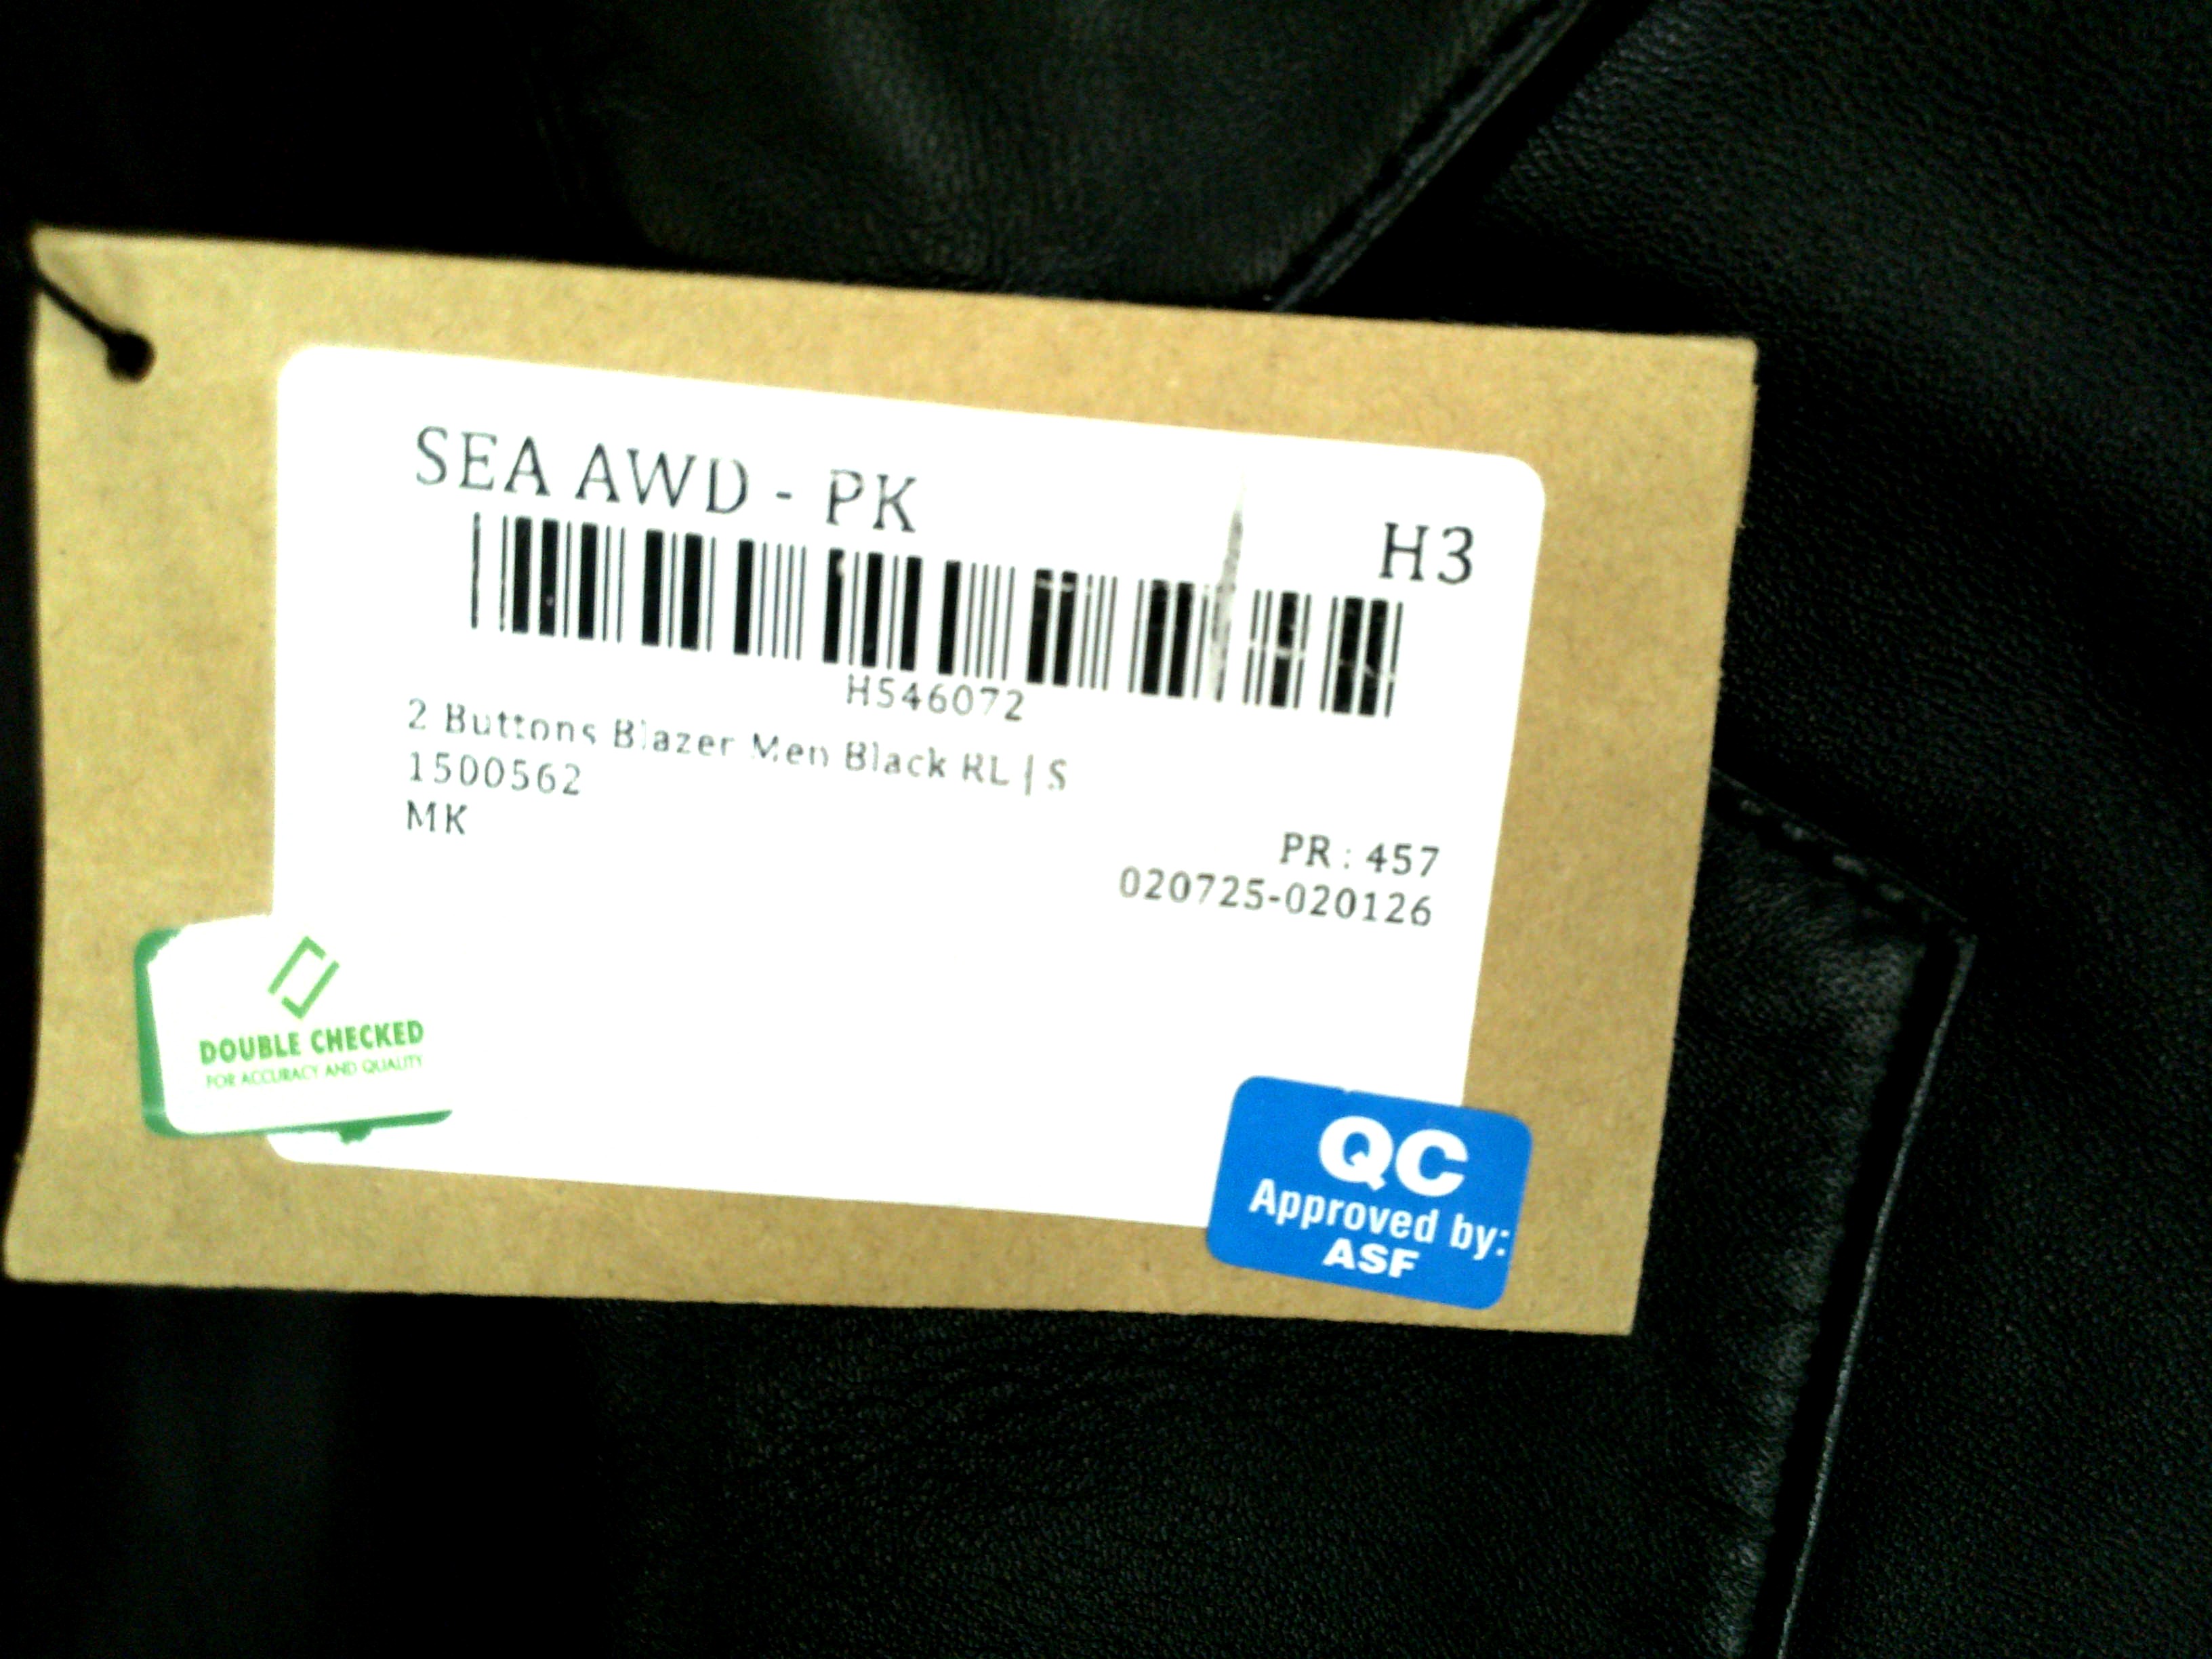 SEA AWD - PK
H3
H546072
2 Buttons Blazer Men Black RL | S
1500562
MK
PR : 457
020725-020126
DOUBLE CHECKED
FOR ACCURACY AND QUALITY
QC
Approved by:
ASF